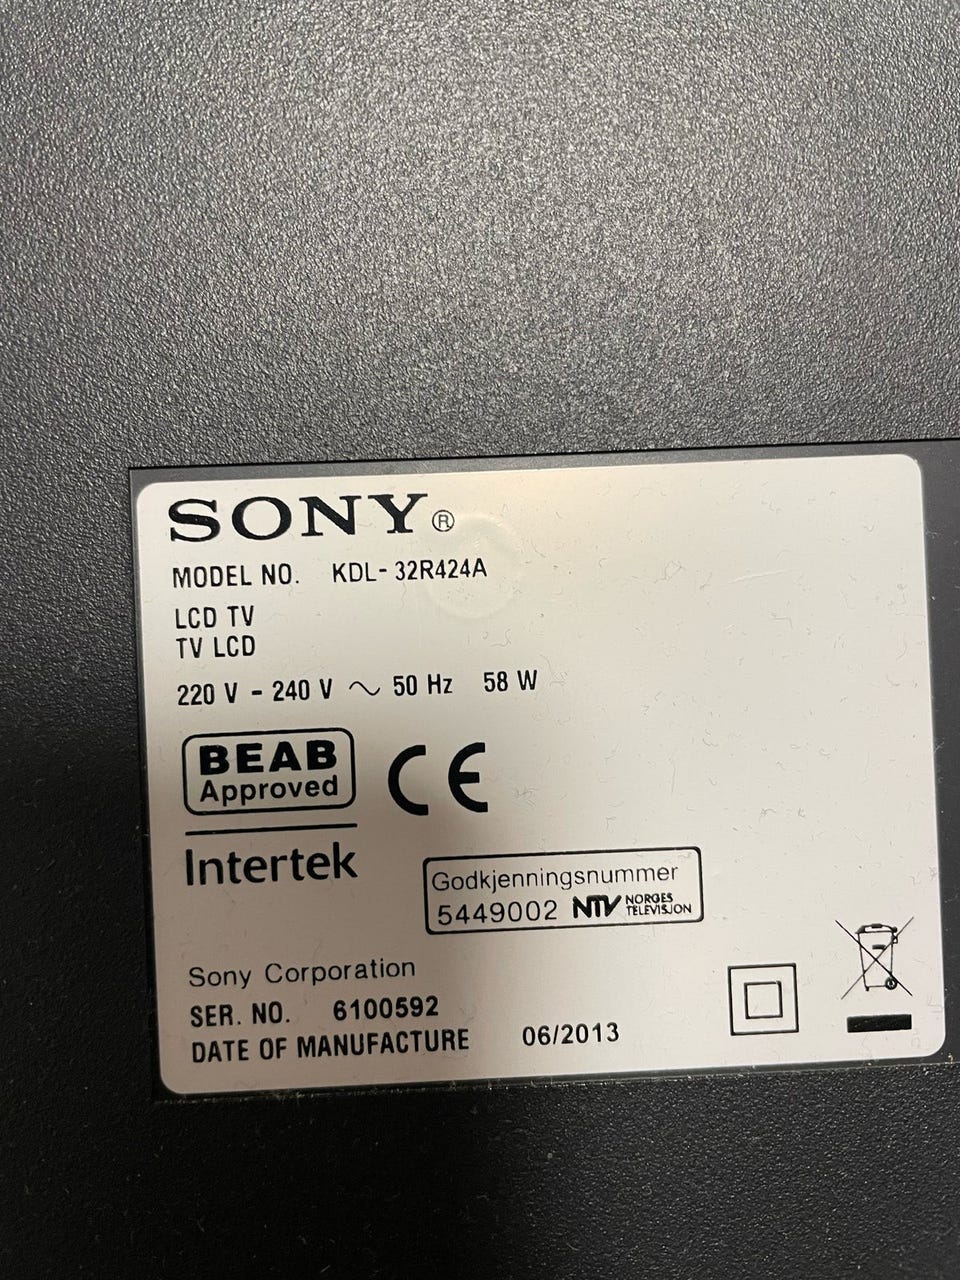 SONY®
MODEL NO. KDL-32R424A
LCD TV
TV LCD
220 V - 240 V ~ 50 Hz 58 W
BEAB
Approved
CE
Intertek
Godkjenningsnummer
5449002 NTV NORGES TELEVISJON
Sony Corporation
SER. NO. 6100592
DATE OF MANUFACTURE 06/2013